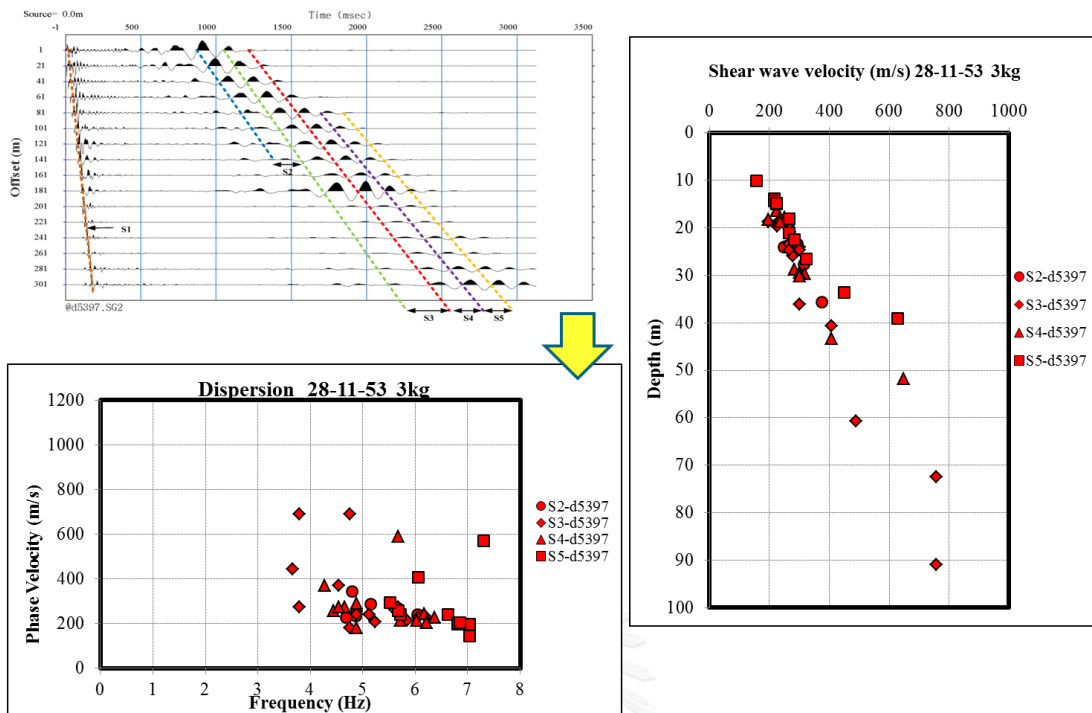 Source= 0.0m
Time (msec)
-1 500 1000 1500 2000 2500 3000 3500
Offset (m)
1
21
41
61
81
101
121
141
161
181
201
221
241
261
281
301
S1
S2
S3 S4 S5
@d5397.SG2
Shear wave velocity (m/s) 28-11-53 3kg
0 200 400 600 800 1000
Depth (m)
0
10
20
30
40
50
60
70
80
90
100
S2-d5397
S3-d5397
S4-d5397
S5-d5397
Dispersion 28-11-53 3kg
Phase Velocity (m/s)
1200
1000
800
600
400
200
0
0 1 2 3 4 5 6 7 8
Frequency (Hz)
S2-d5397
S3-d5397
S4-d5397
S5-d5397